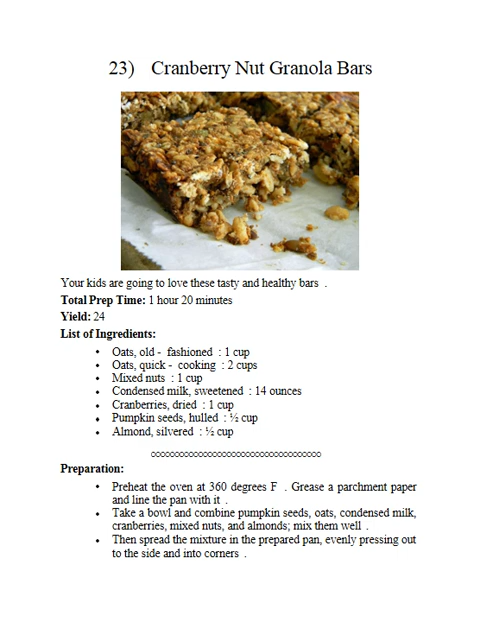 23) Cranberry Nut Granola Bars
Your kids are going to love these tasty and healthy bars .
Total Prep Time: 1 hour 20 minutes
Yield: 24
List of Ingredients:
• Oats, old - fashioned : 1 cup
• Oats, quick - cooking : 2 cups
• Mixed nuts : 1 cup
• Condensed milk, sweetened : 14 ounces
• Cranberries, dried : 1 cup
• Pumpkin seeds, hulled : ½ cup
• Almond, silvered : ½ cup
oooooooooooooooooooooooooooooooooooo
Preparation:
• Preheat the oven at 360 degrees F . Grease a parchment paper
and line the pan with it .
• Take a bowl and combine pumpkin seeds, oats, condensed milk,
cranberries, mixed nuts, and almonds; mix them well .
• Then spread the mixture in the prepared pan, evenly pressing out
to the side and into corners .